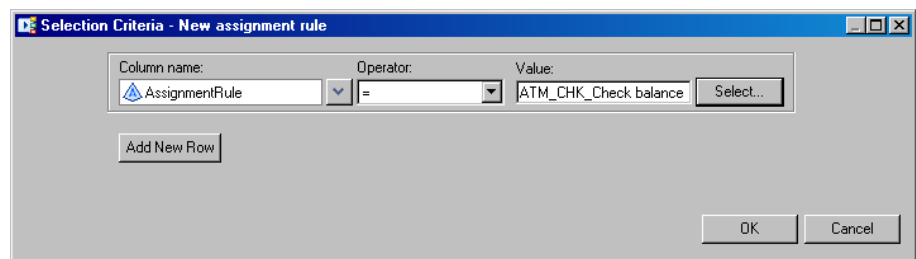 Selection Criteria - New assignment rule
Column name: Operator: Value:
AssignmentRule = ATM_CHK_Check balance Select...
Add New Row
OK Cancel